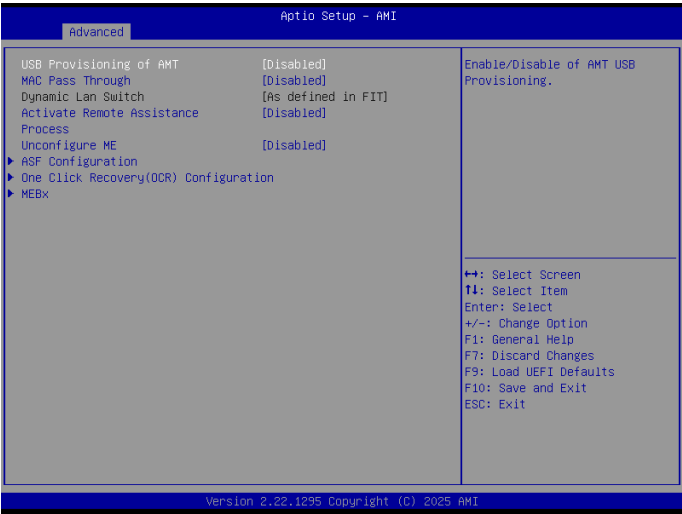 Aptio Setup – AMI
Advanced
USB Provisioning of AMT [Disabled]
MAC Pass Through [Disabled]
Dynamic Lan Switch [As defined in FIT]
Activate Remote Assistance [Disabled]
Process
Unconfigure ME [Disabled]
ASF Configuration
One Click Recovery(OCR) Configuration
MEBx
Enable/Disable of AMT USB
Provisioning.
↔: Select Screen
↑↓: Select Item
Enter: Select
+/-: Change Option
F1: General Help
F7: Discard Changes
F9: Load UEFI Defaults
F10: Save and Exit
ESC: Exit
Version 2.22.1295 Copyright (C) 2025 AMI